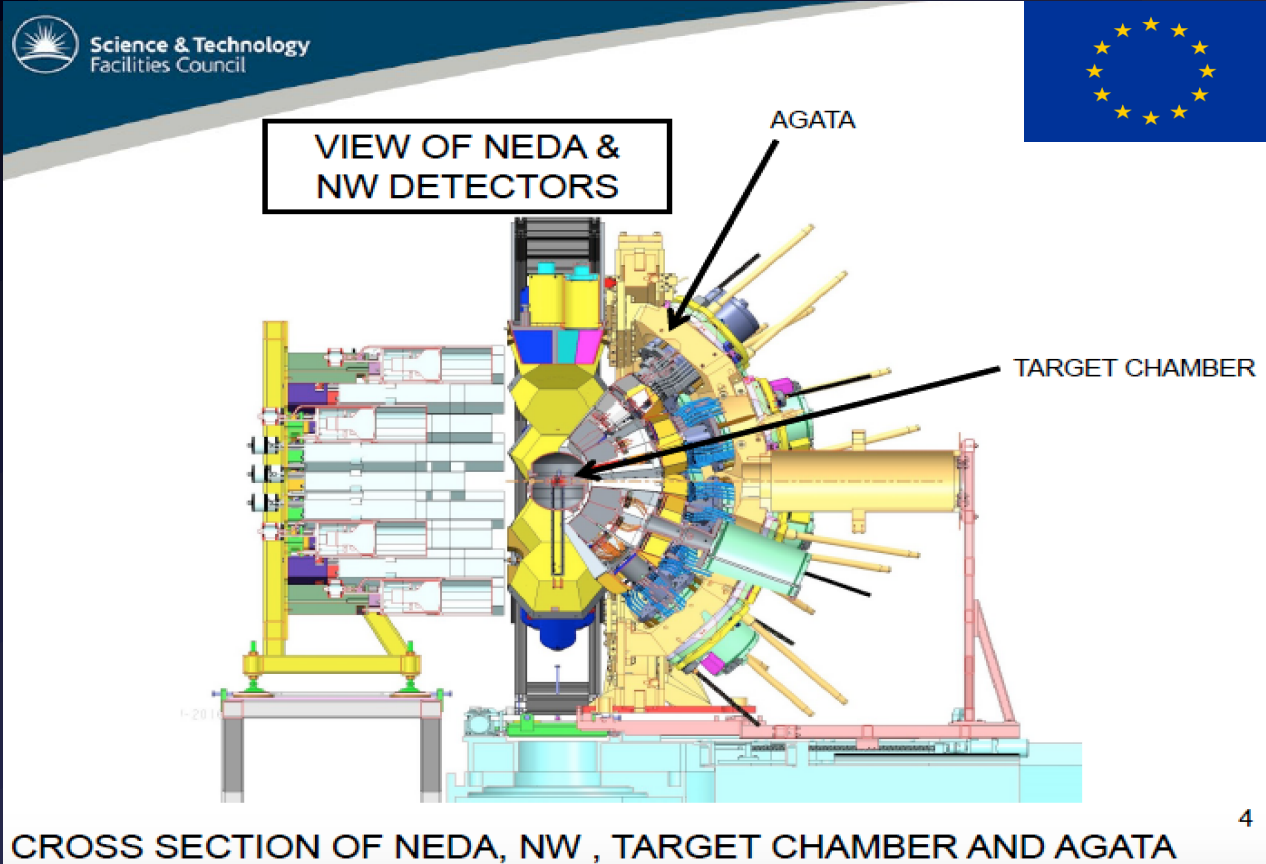 Science & Technology
Facilities Council
VIEW OF NEDA &
NW DETECTORS
AGATA
TARGET CHAMBER
4
CROSS SECTION OF NEDA, NW , TARGET CHAMBER AND AGATA